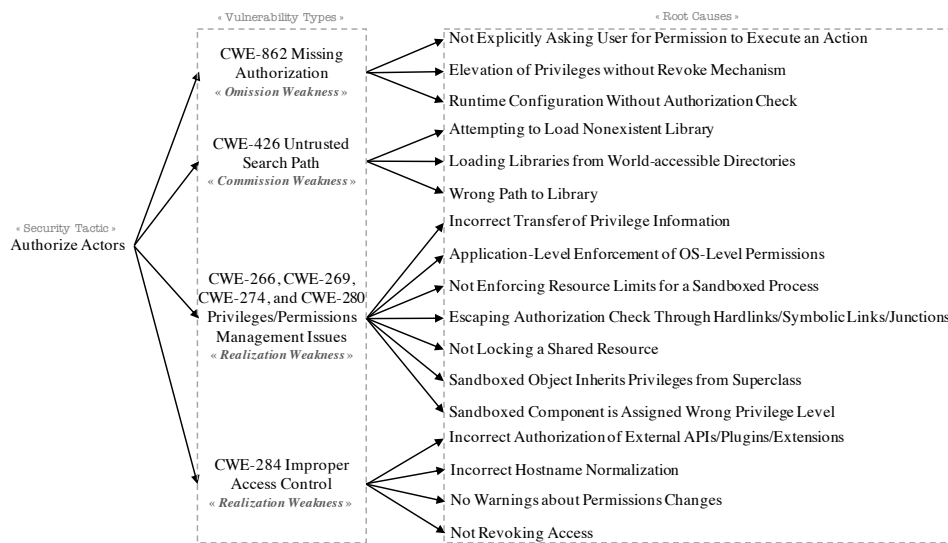 « Vulnerability Types »
« Root Causes »
CWE-862 Missing
Authorization
« Omission Weakness »
Not Explicitly Asking User for Permission to Execute an Action
Elevation of Privileges without Revoke Mechanism
Runtime Configuration Without Authorization Check
CWE-426 Untrusted
Search Path
« Commission Weakness »
Attempting to Load Nonexistent Library
Loading Libraries from World-accessible Directories
Wrong Path to Library
« Security Tactic »
Authorize Actors
CWE-266, CWE-269,
CWE-274, and CWE-280
Privileges/Permissions
Management Issues
« Realization Weakness »
Incorrect Transfer of Privilege Information
Application-Level Enforcement of OS-Level Permissions
Not Enforcing Resource Limits for a Sandboxed Process
Escaping Authorization Check Through Hardlinks/Symbolic Links/Junctions
Not Locking a Shared Resource
Sandboxed Object Inherits Privileges from Superclass
Sandboxed Component is Assigned Wrong Privilege Level
CWE-284 Improper
Access Control
« Realization Weakness »
Incorrect Authorization of External APIs/Plugins/Extensions
Incorrect Hostname Normalization
No Warnings about Permissions Changes
Not Revoking Access